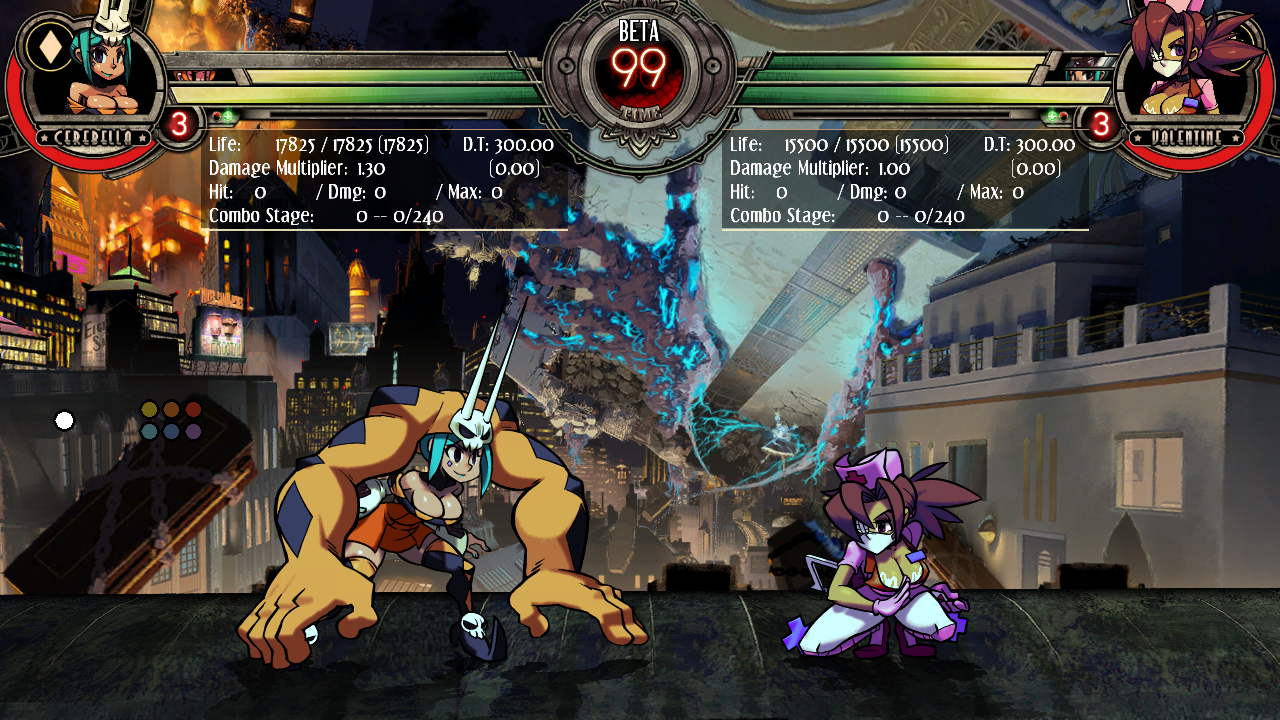 BETA
99
TIME
CEREBELLA
3
3
VALENTINE
Life: 17825 / 17825 (17825) D.T: 300.00
Damage Multiplier: 1.30 (0.00)
Hit: 0 / Dmg: 0 / Max: 0
Combo Stage: 0 -- 0/240
Life: 15500 / 15500 (15500) D.T: 300.00
Damage Multiplier: 1.00 (0.00)
Hit: 0 / Dmg: 0 / Max: 0
Combo Stage: 0 -- 0/240